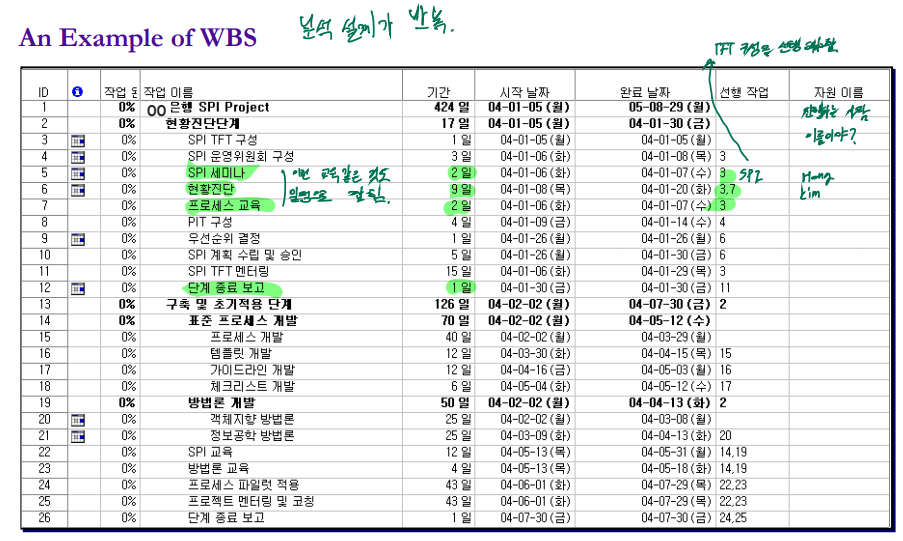 분석 설계가 반복.
An Example of WBS
TFT 구성을 선행 해야함
ID 작업 완 작업 이름 기간 시작 날짜 완료 날짜 선행 작업 자원 이름
1 0% OO 은행 SPI Project 424 일 04-01-05 (월) 05-08-29 (월)
2 0% 현황진단단계 17 일 04-01-05 (월) 04-01-30 (금)
3 0% SPI TFT 구성 1 일 04-01-05 (월) 04-01-05 (월)
4 0% SPI 운영위원회 구성 3 일 04-01-06 (화) 04-01-08 (목) 3
5 0% SPI 세미나 2 일 04-01-06 (화) 04-01-07 (수) 3
6 0% 현황진단 9 일 04-01-08 (목) 04-01-20 (화) 3,7
7 0% 프로세스 교육 2 일 04-01-06 (화) 04-01-07 (수) 3
8 0% PIT 구성 4 일 04-01-09 (금) 04-01-14 (수) 4
9 0% 우선순위 결정 1 일 04-01-26 (월) 04-01-26 (월) 6
10 0% SPI 계획 수립 및 승인 5 일 04-01-26 (월) 04-01-30 (금) 6
11 0% SPI TFT 멘터링 15 일 04-01-06 (화) 04-01-29 (목) 3
12 0% 단계 종료 보고 1 일 04-01-30 (금) 04-01-30 (금) 11
13 0% 구축 및 초기적용 단계 126 일 04-02-02 (월) 04-07-30 (금) 2
14 0% 표준 프로세스 개발 70 일 04-02-02 (월) 04-05-12 (수)
15 0% 프로세스 개발 40 일 04-02-02 (월) 04-03-29 (월)
16 0% 템플릿 개발 12 일 04-03-30 (화) 04-04-15 (목) 15
17 0% 가이드라인 개발 12 일 04-04-16 (금) 04-05-03 (월) 16
18 0% 체크리스트 개발 6 일 04-05-04 (화) 04-05-12 (수) 17
19 0% 방법론 개발 50 일 04-02-02 (월) 04-04-13 (화) 2
20 0% 객체지향 방법론 25 일 04-02-02 (월) 04-03-08 (월)
21 0% 정보공학 방법론 25 일 04-03-09 (화) 04-04-13 (화) 20
22 0% SPI 교육 12 일 04-05-13 (목) 04-05-31 (월) 14,19
23 0% 방법론 교육 4 일 04-05-13 (목) 04-05-18 (화) 14,19
24 0% 프로세스 파일럿 적용 43 일 04-06-01 (화) 04-07-29 (목) 22,23
25 0% 프로젝트 멘터링 및 코칭 43 일 04-06-01 (화) 04-07-29 (목) 22,23
26 0% 단계 종료 보고 1 일 04-07-30 (금) 04-07-30 (금) 24,25
이런 교육같은 것도
일정으로 잡힘.
SPI
사람
이름이야?
Hong
kim